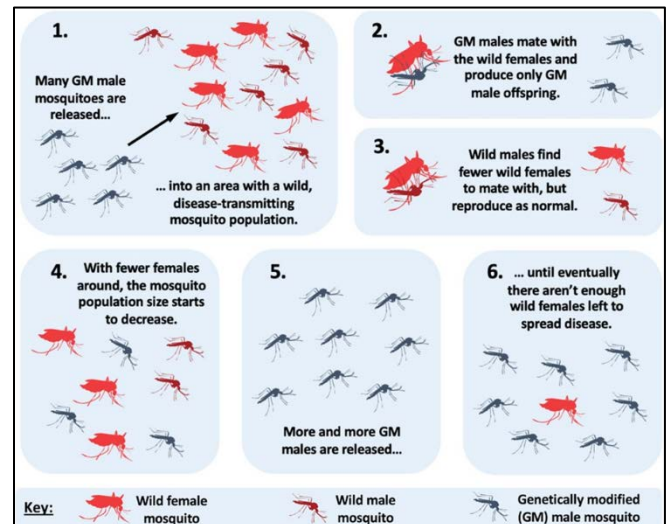 1.
Many GM male
mosquitoes are
released...
... into an area with a wild,
disease-transmitting
mosquito population.
2.
GM males mate with
the wild females and
produce only GM
male offspring.
3.
Wild males find
fewer wild females
to mate with, but
reproduce as normal.
4.
With fewer females
around, the mosquito
population size starts
to decrease.
5.
More and more GM
males are released...
6.
... until eventually
there aren't enough
wild females left to
spread disease.
Key:
Wild female
mosquito
Wild male
mosquito
Genetically modified
(GM) male mosquito